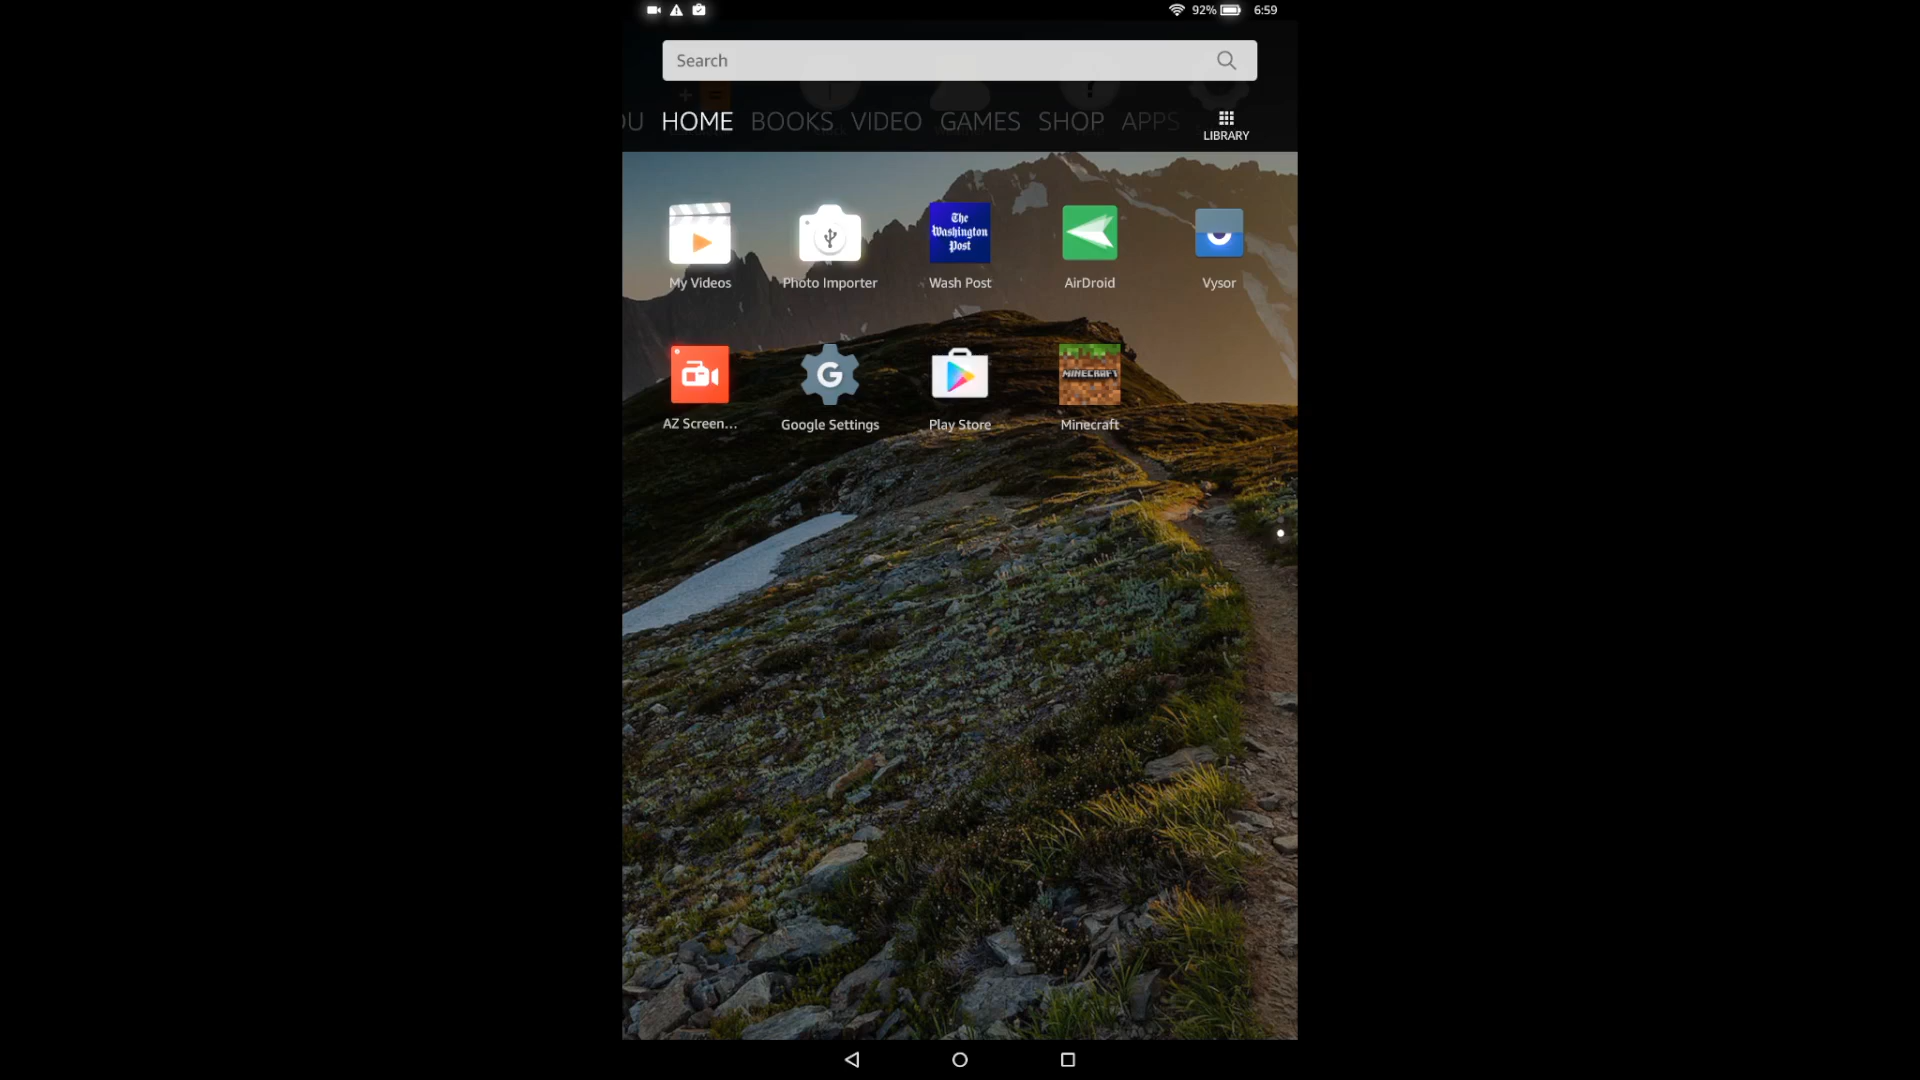 92% 6:59
Search
OU HOME BOOKS VIDEO GAMES SHOP APPS LIBRARY
The Washington Post
My Videos Photo Importer Wash Post AirDroid Vysor
G MINECRAFT
AZ Screen... Google Settings Play Store Minecraft